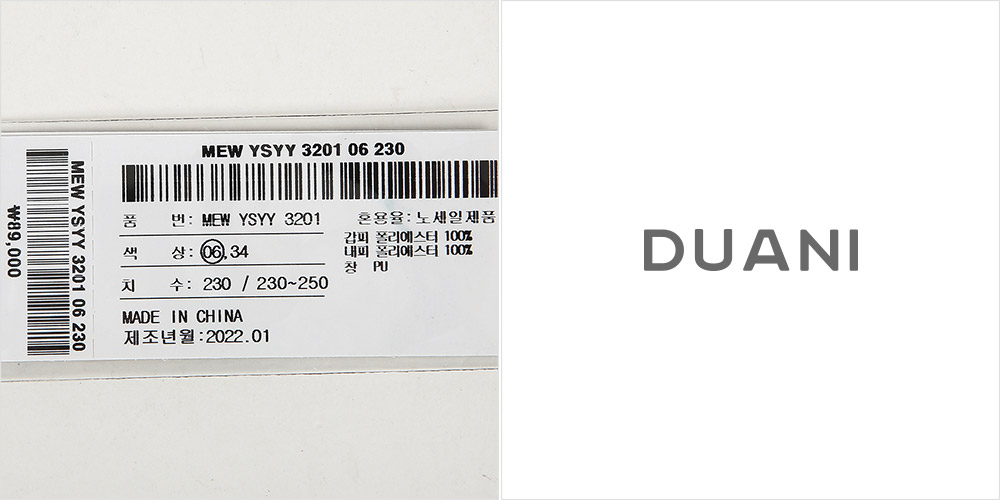 MEW YSYY 3201 06 230
₩89,000
MEW YSYY 3201 06 230
품 번: MEW YSYY 3201
색 상: 06,34
치 수: 230 / 230~250
MADE IN CHINA
제조년월:2022.01
혼용율:노세일제품
갑피 폴리에스터 100%
내피 폴리에스터 100%
창 PU
DUANI